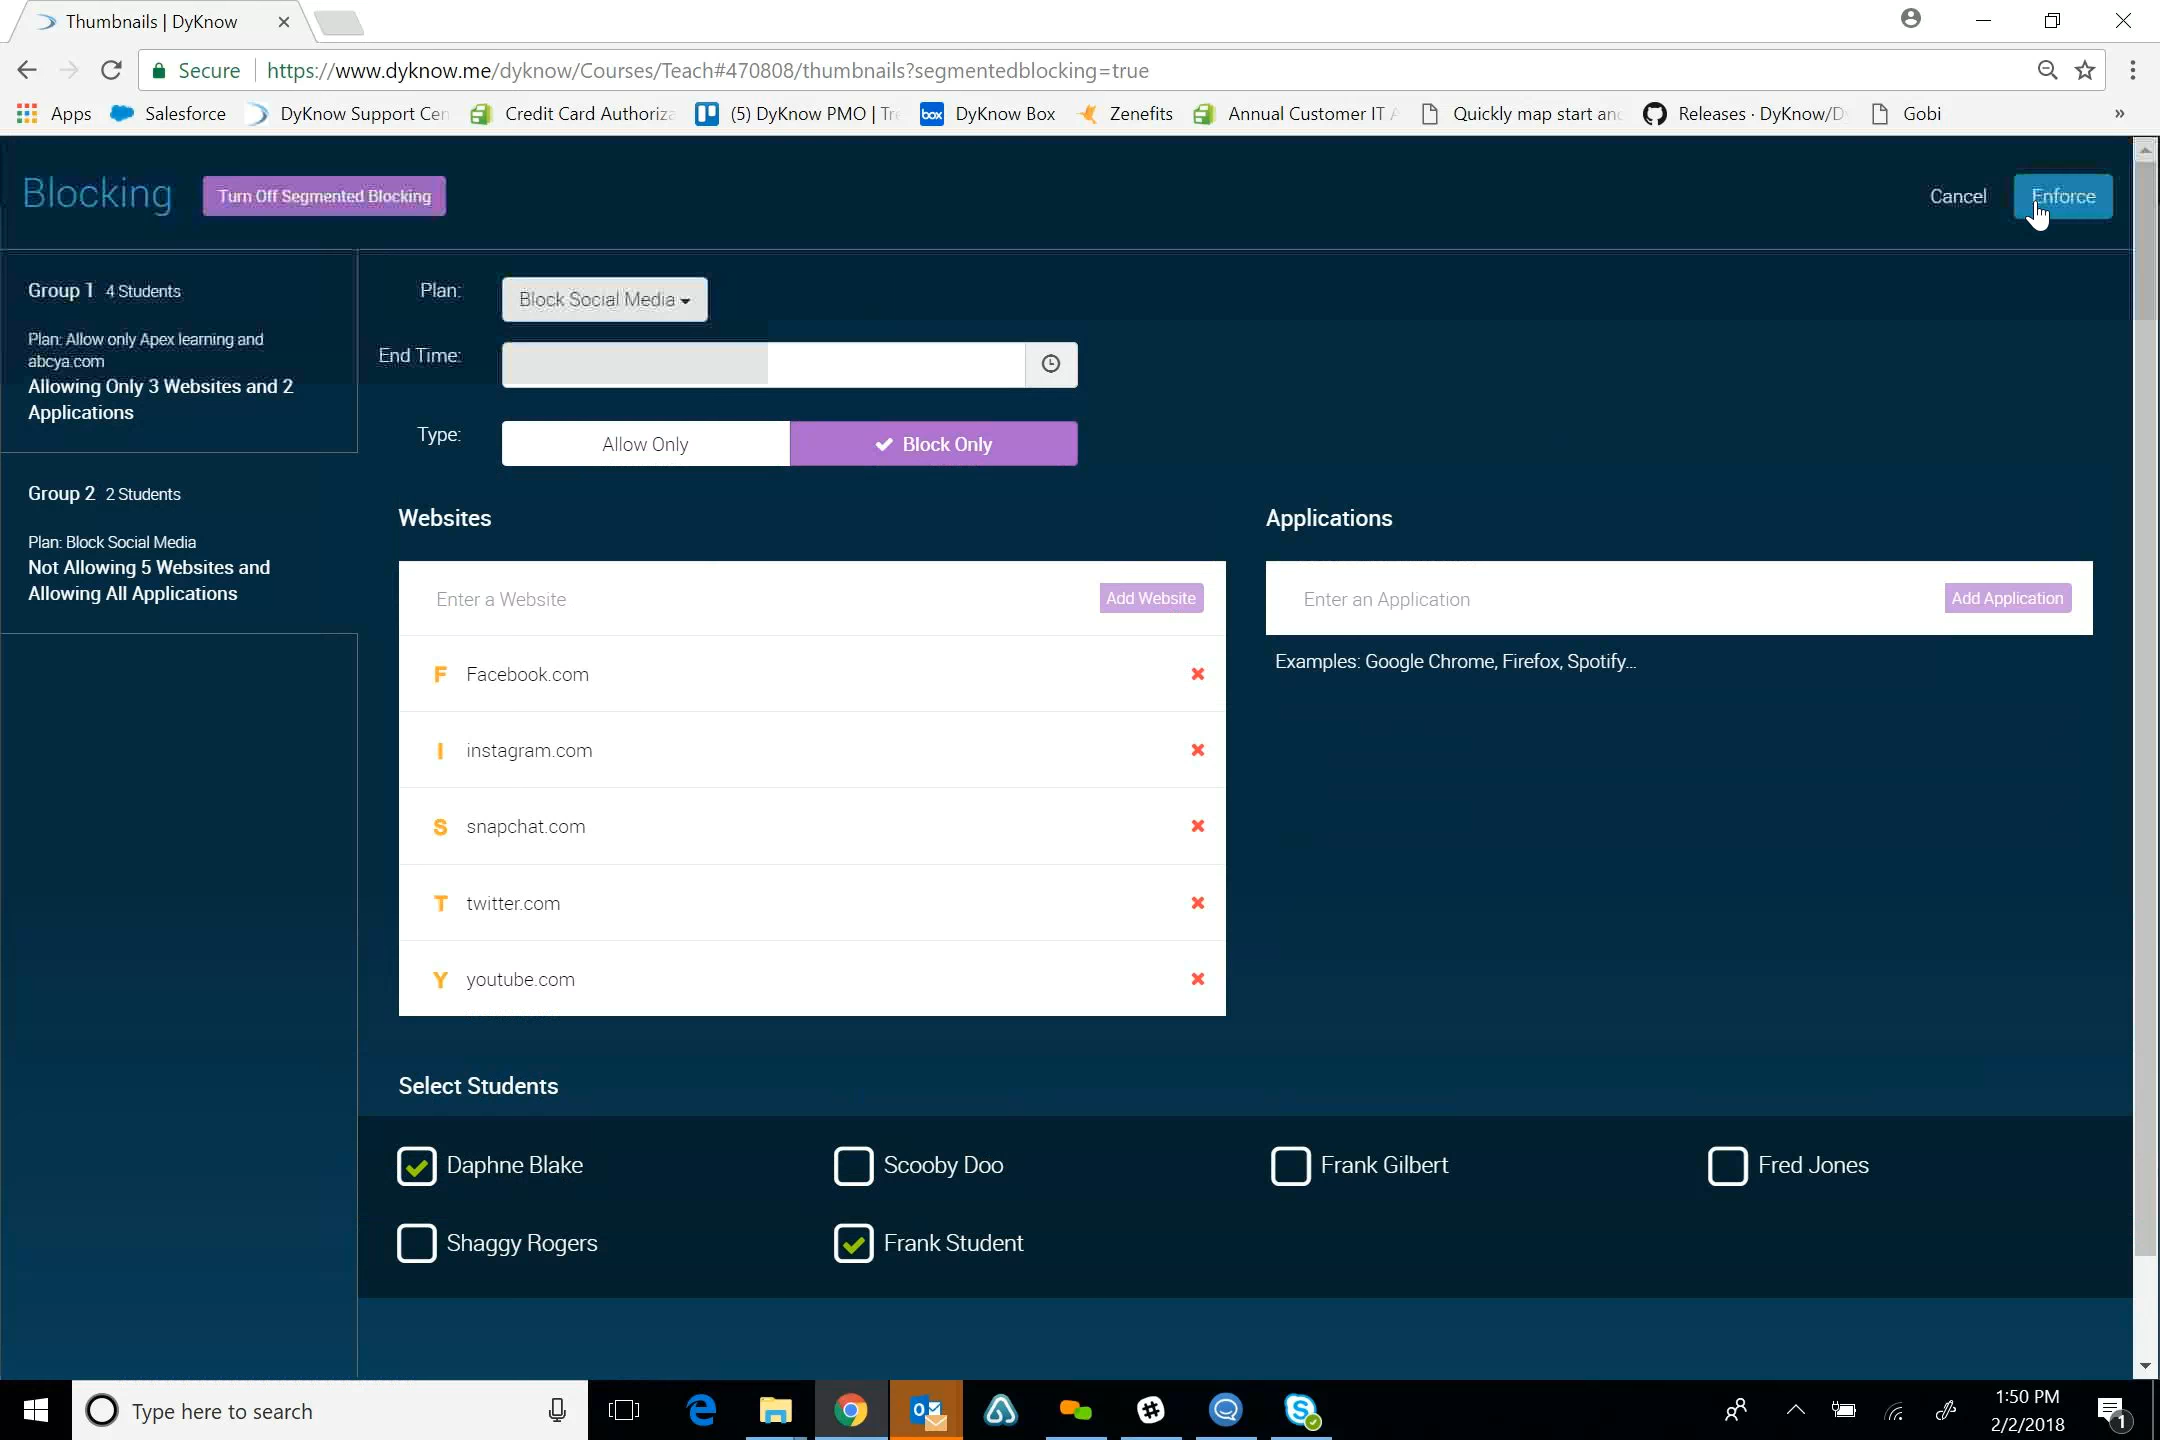 Thumbnails | DyKnow
Secure https://www.dyknow.me/dyknow/Courses/Teach#470808/thumbnails?segmentedblocking=true
Apps Salesforce DyKnow Support Cen Credit Card Authoriza (5) DyKnow PMO | Tre box DyKnow Box Zenefits Annual Customer IT A Quickly map start and Releases · DyKnow/D Gobi »
Blocking Turn Off Segmented Blocking Cancel Enforce
Group 1 4 Students
Plan: Allow only Apex learning and
abcya.com
Allowing Only 3 Websites and 2
Applications
Group 2 2 Students
Plan: Block Social Media
Not Allowing 5 Websites and
Allowing All Applications
Plan: Block Social Media
End Time:
Type: Allow Only Block Only
Websites
Enter a Website Add Website
F Facebook.com
I instagram.com
S snapchat.com
T twitter.com
Y youtube.com
Applications
Enter an Application Add Application
Examples: Google Chrome, Firefox, Spotify...
Select Students
Daphne Blake Scooby Doo Frank Gilbert Fred Jones
Shaggy Rogers Frank Student
Type here to search
1:50 PM
2/2/2018
1